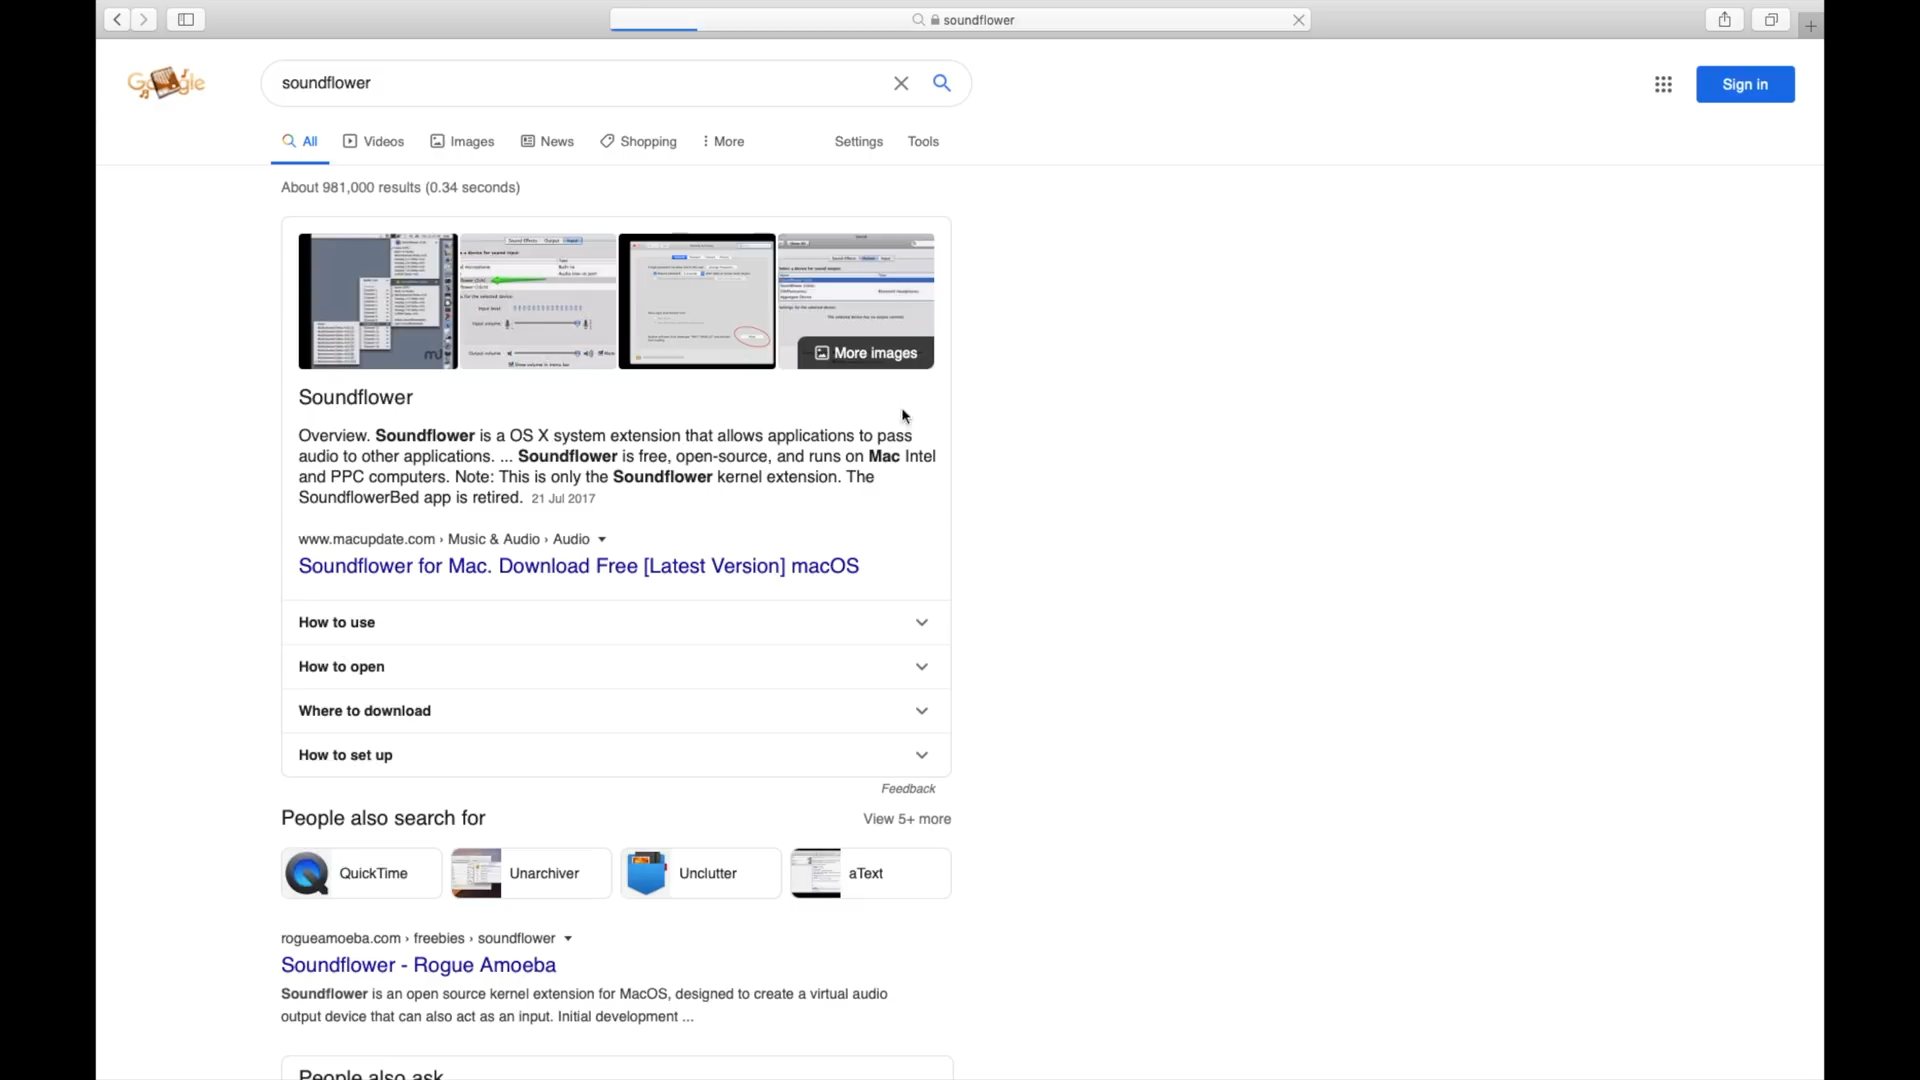 soundflower
Google
soundflower
Sign in
All Videos Images News Shopping More Settings Tools
About 981,000 results (0.34 seconds)
More images
Soundflower
Overview. Soundflower is a OS X system extension that allows applications to pass
audio to other applications. ... Soundflower is free, open-source, and runs on Mac Intel
and PPC computers. Note: This is only the Soundflower kernel extension. The
SoundflowerBed app is retired. 21 Jul 2017
www.macupdate.com › Music & Audio › Audio
Soundflower for Mac. Download Free [Latest Version] macOS
How to use
How to open
Where to download
How to set up
Feedback
People also search for View 5+ more
QuickTime Unarchiver Unclutter aText
rogueamoeba.com › freebies › soundflower
Soundflower - Rogue Amoeba
Soundflower is an open source kernel extension for MacOS, designed to create a virtual audio
output device that can also act as an input. Initial development ...
People also ask